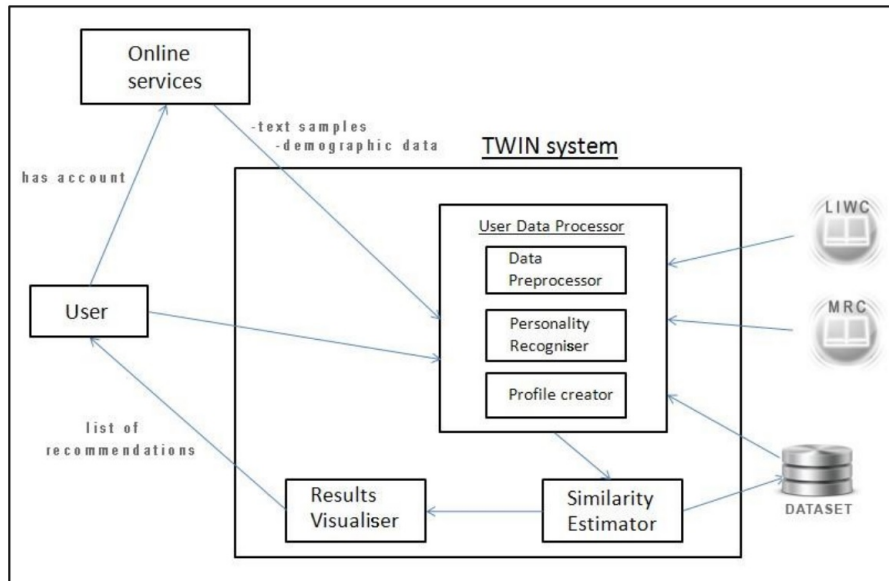 Online
services
-text samples
-demographic data
TWIN system
has account
User Data Processor
LIWC
Data
Preprocessor
User
MRC
Personality
Recogniser
Profile creator
list of
recommendations
Results
Visualiser
Similarity
Estimator
DATASET